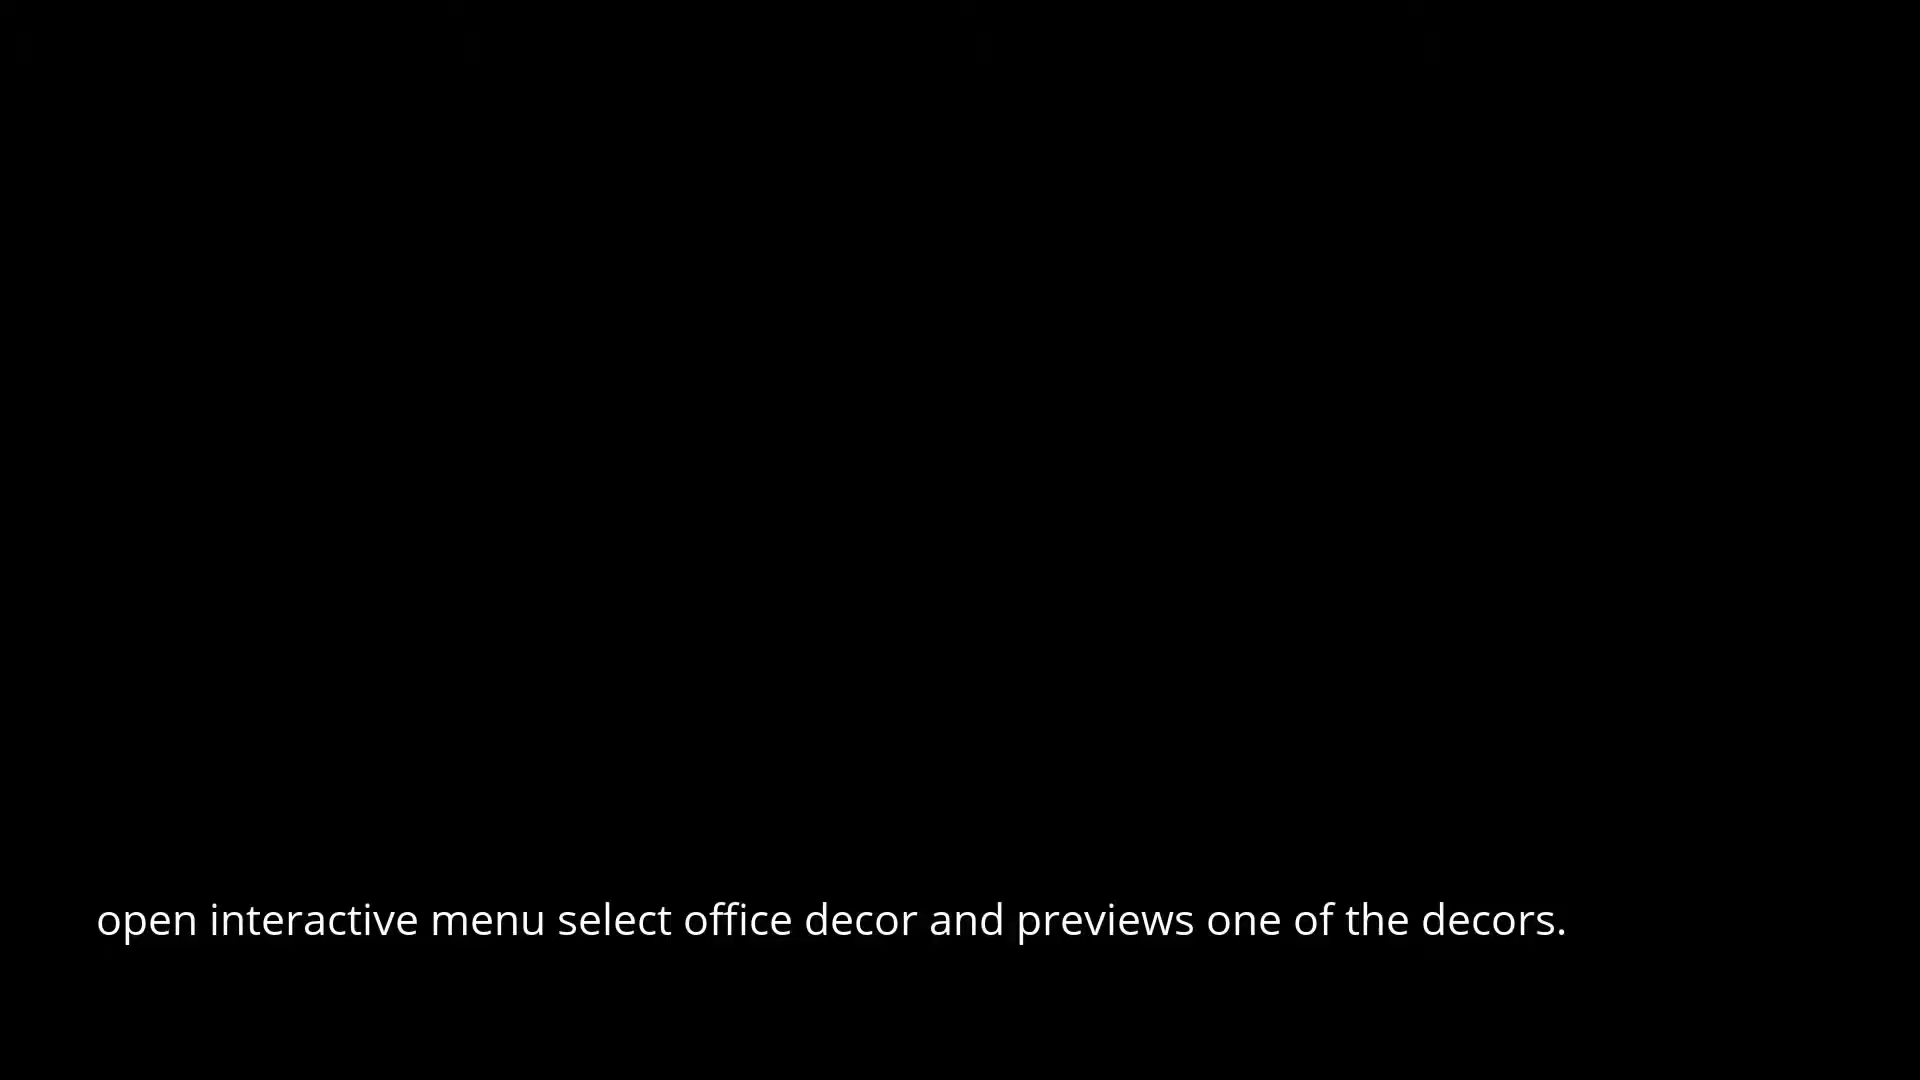 open interactive menu select office decor and previews one of the decors.